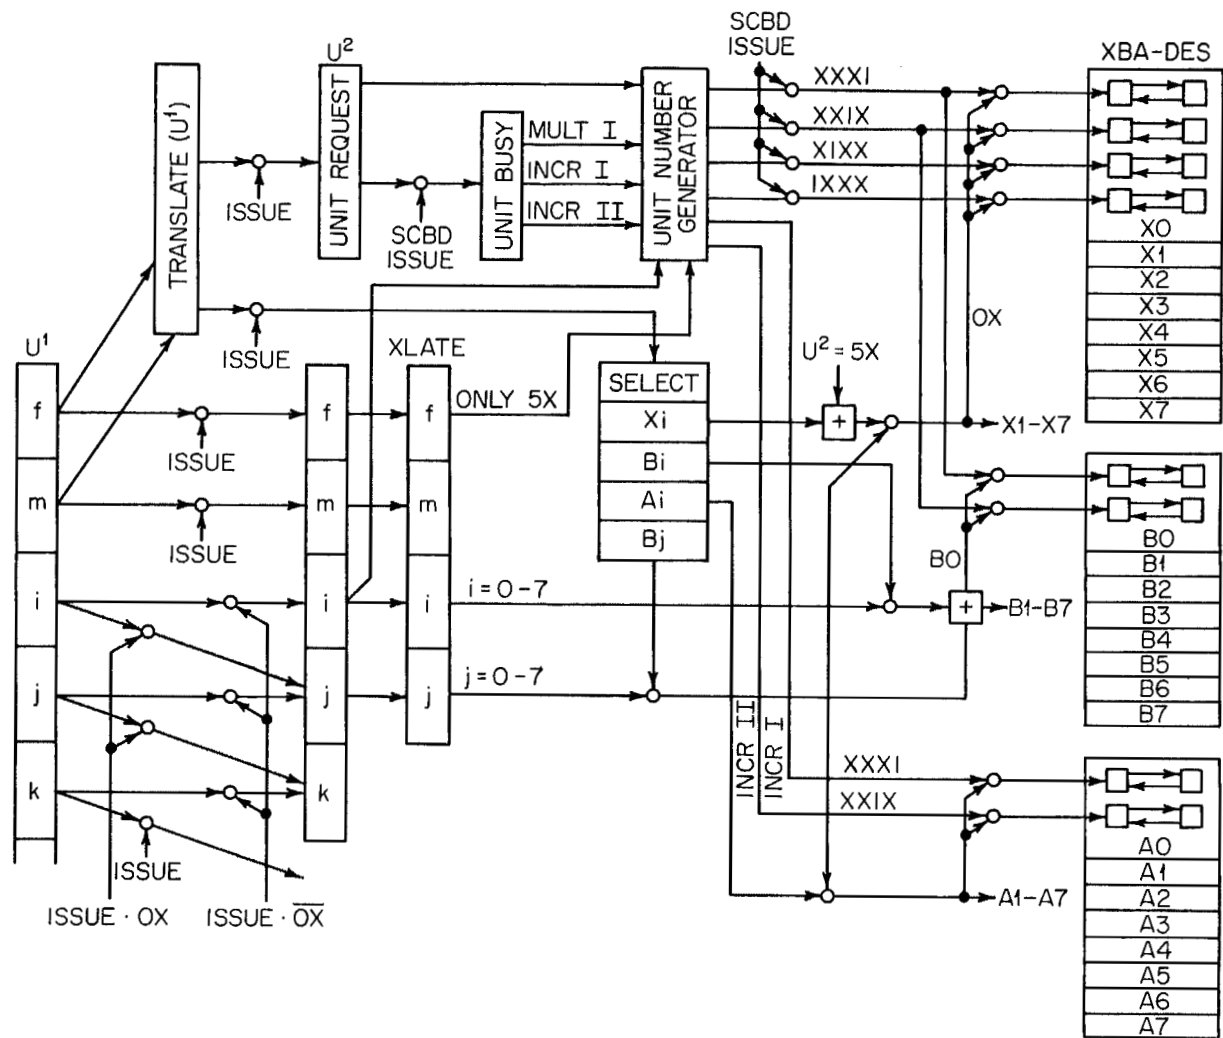 SCBD
ISSUE
XBA-DES
U²
TRANSLATE (U¹)
UNIT REQUEST
UNIT BUSY
MULT I
INCR I
INCR II
UNIT NUMBER
GENERATOR
XXXI
XXIX
XIXX
IXXX
ISSUE
SCBD
ISSUE
X0
X1
X2
X3
X4
X5
X6
X7
OX
ISSUE
U¹
XLATE
U² = 5X
SELECT
Xi
Bi
Ai
Bj
+
X1-X7
f
ISSUE
f
f
ONLY 5X
m
ISSUE
m
m
i
i
i
i = 0-7
j
j
j
j = 0-7
k
k
ISSUE
ISSUE · OX
ISSUE · O̅X̅
BO
+
B1-B7
B0
B1
B2
B3
B4
B5
B6
B7
INCR II
INCR I
XXXI
XXIX
A1-A7
A0
A1
A2
A3
A4
A5
A6
A7